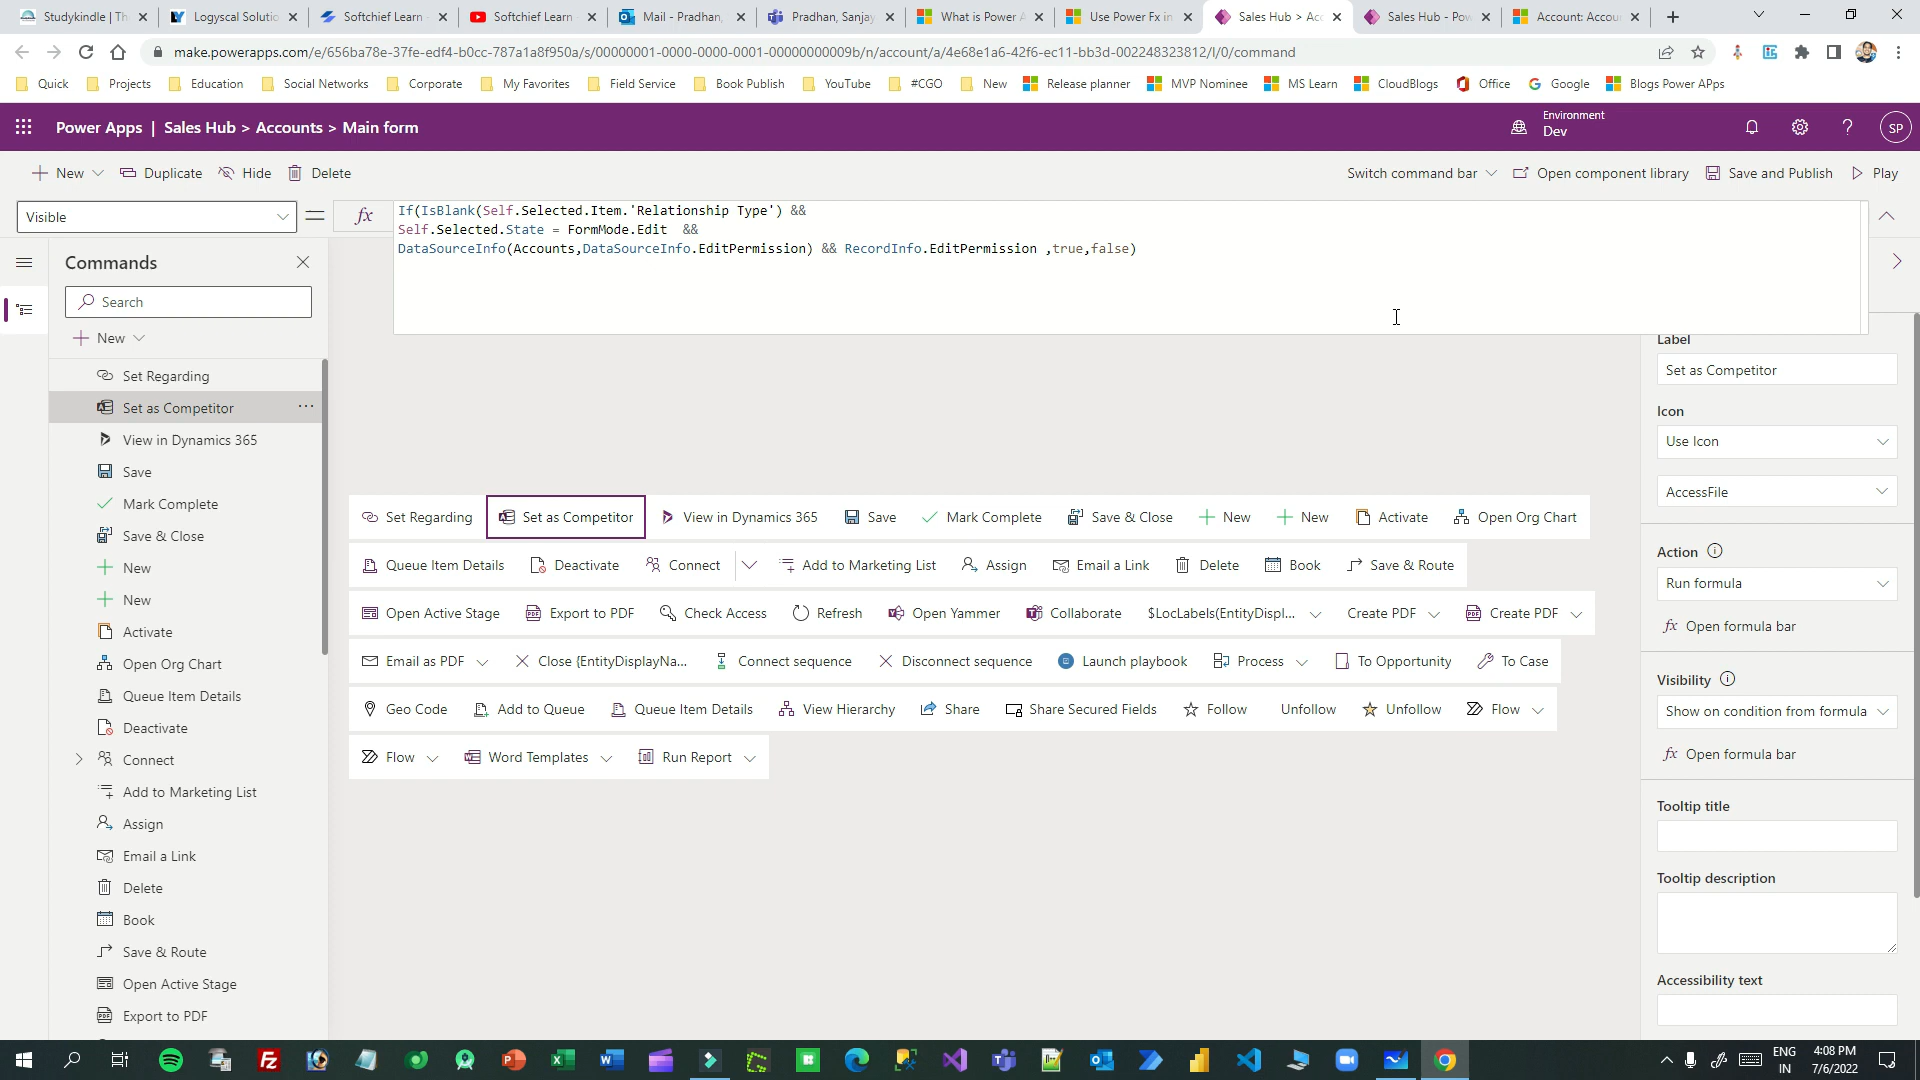 Studykindle | Th
Logyscal Solutio
Softchief Learn -
Softchief Learn -
Mail - Pradhan,
Pradhan, Sanjay
What is Power A
Use Power Fx in
Sales Hub > Acc
Sales Hub - Pow
Account: Accou
make.powerapps.com/e/656ba78e-37fe-edf4-b0cc-787a1a8f950a/s/00000001-0000-0000-0001-00000000009b/n/account/a/4e68e1a6-42f6-ec11-bb3d-002248323812/l/0/command
Quick
Projects
Education
Social Networks
Corporate
My Favorites
Field Service
Book Publish
YouTube
#CGO
New
Release planner
MVP Nominee
MS Learn
CloudBlogs
Office
Google
Blogs Power APps
Power Apps | Sales Hub > Accounts > Main form
Environment
Dev
SP
New
Duplicate
Hide
Delete
Switch command bar
Open component library
Save and Publish
Play
Visible
= fx
If(IsBlank(Self.Selected.Item.'Relationship Type') &&
Self.Selected.State = FormMode.Edit &&
DataSourceInfo(Accounts,DataSourceInfo.EditPermission) && RecordInfo.EditPermission ,true,false)
Commands
Search
New
Set Regarding
Set as Competitor ...
View in Dynamics 365
Save
Mark Complete
Save & Close
New
New
Activate
Open Org Chart
Queue Item Details
Deactivate
Connect
Add to Marketing List
Assign
Email a Link
Delete
Book
Save & Route
Open Active Stage
Export to PDF
Set Regarding
Set as Competitor
View in Dynamics 365
Save
Mark Complete
Save & Close
New
New
Activate
Open Org Chart
Queue Item Details
Deactivate
Connect
Add to Marketing List
Assign
Email a Link
Delete
Book
Save & Route
Open Active Stage
Export to PDF
Check Access
Refresh
Open Yammer
Collaborate
$LocLabels(EntityDispl...
Create PDF
Create PDF
Email as PDF
Close {EntityDisplayNa...
Connect sequence
Disconnect sequence
Launch playbook
Process
To Opportunity
To Case
Geo Code
Add to Queue
Queue Item Details
View Hierarchy
Share
Share Secured Fields
Follow
Unfollow
Unfollow
Flow
Flow
Word Templates
Run Report
Label
Set as Competitor
Icon
Use Icon
AccessFile
Action
Run formula
fx Open formula bar
Visibility
Show on condition from formula
fx Open formula bar
Tooltip title
Tooltip description
Accessibility text
ENG
IN
4:08 PM
7/6/2022